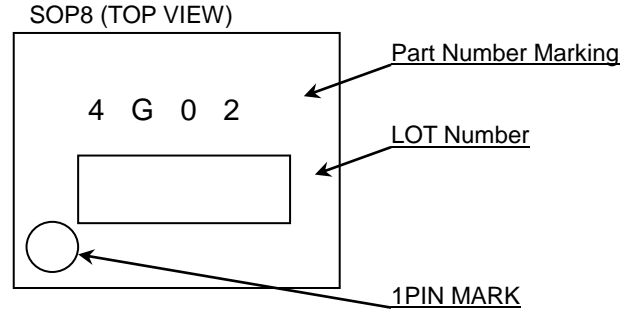 SOP8 (TOP VIEW)
Part Number Marking
4 G 0 2
LOT Number
1PIN MARK